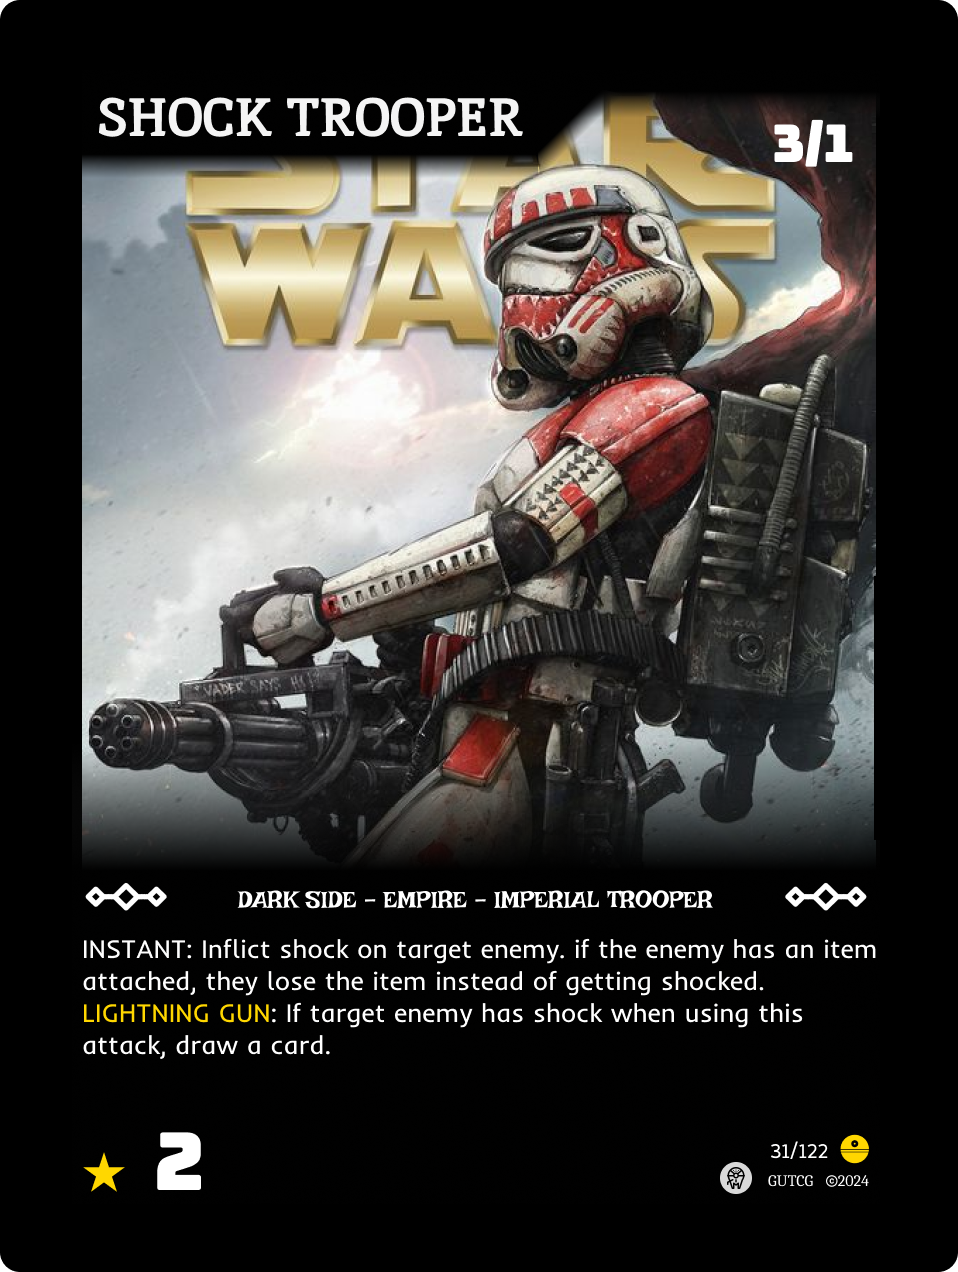 SHOCK TROOPER
3/1
STAR
WARS
VADER SAYS HI!
DARK SIDE – EMPIRE – IMPERIAL TROOPER
INSTANT: Inflict shock on target enemy. if the enemy has an item
attached, they lose the item instead of getting shocked.
LIGHTNING GUN: If target enemy has shock when using this
attack, draw a card.
2
31/122
GUTCG ©2024